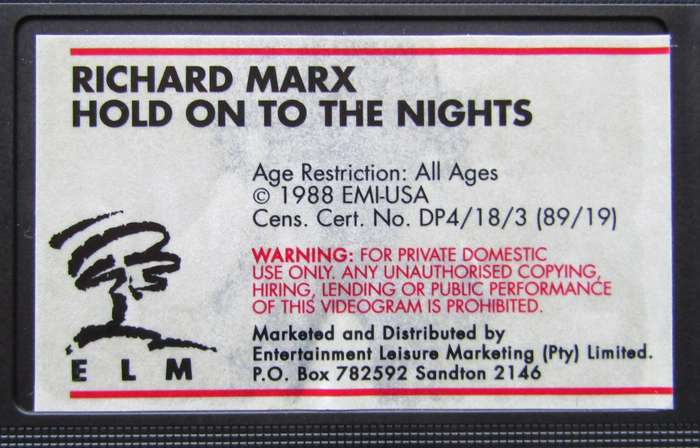 RICHARD MARX
HOLD ON TO THE NIGHTS
Age Restriction: All Ages
© 1988 EMI-USA
Cens. Cert. No. DP4/18/3 (89/19)
WARNING: FOR PRIVATE DOMESTIC
USE ONLY. ANY UNAUTHORISED COPYING,
HIRING, LENDING OR PUBLIC PERFORMANCE
OF THIS VIDEOGRAM IS PROHIBITED.
Marketed and Distributed by
Entertainment Leisure Marketing (Pty) Limited.
P.O. Box 782592 Sandton 2146
E L M